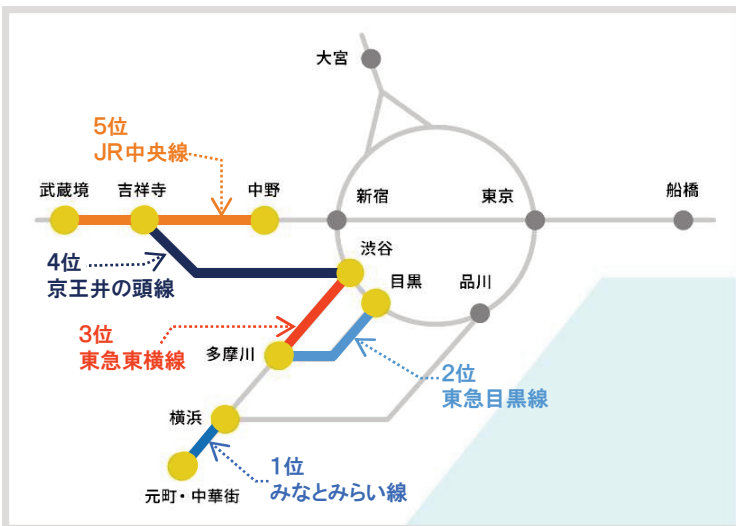 大宮
5位
JR中央線
武蔵境
吉祥寺
中野
新宿
東京
船橋
4位
京王井の頭線
渋谷
目黒
品川
3位
東急東横線
多摩川
2位
東急目黒線
横浜
1位
みなとみらい線
元町・中華街